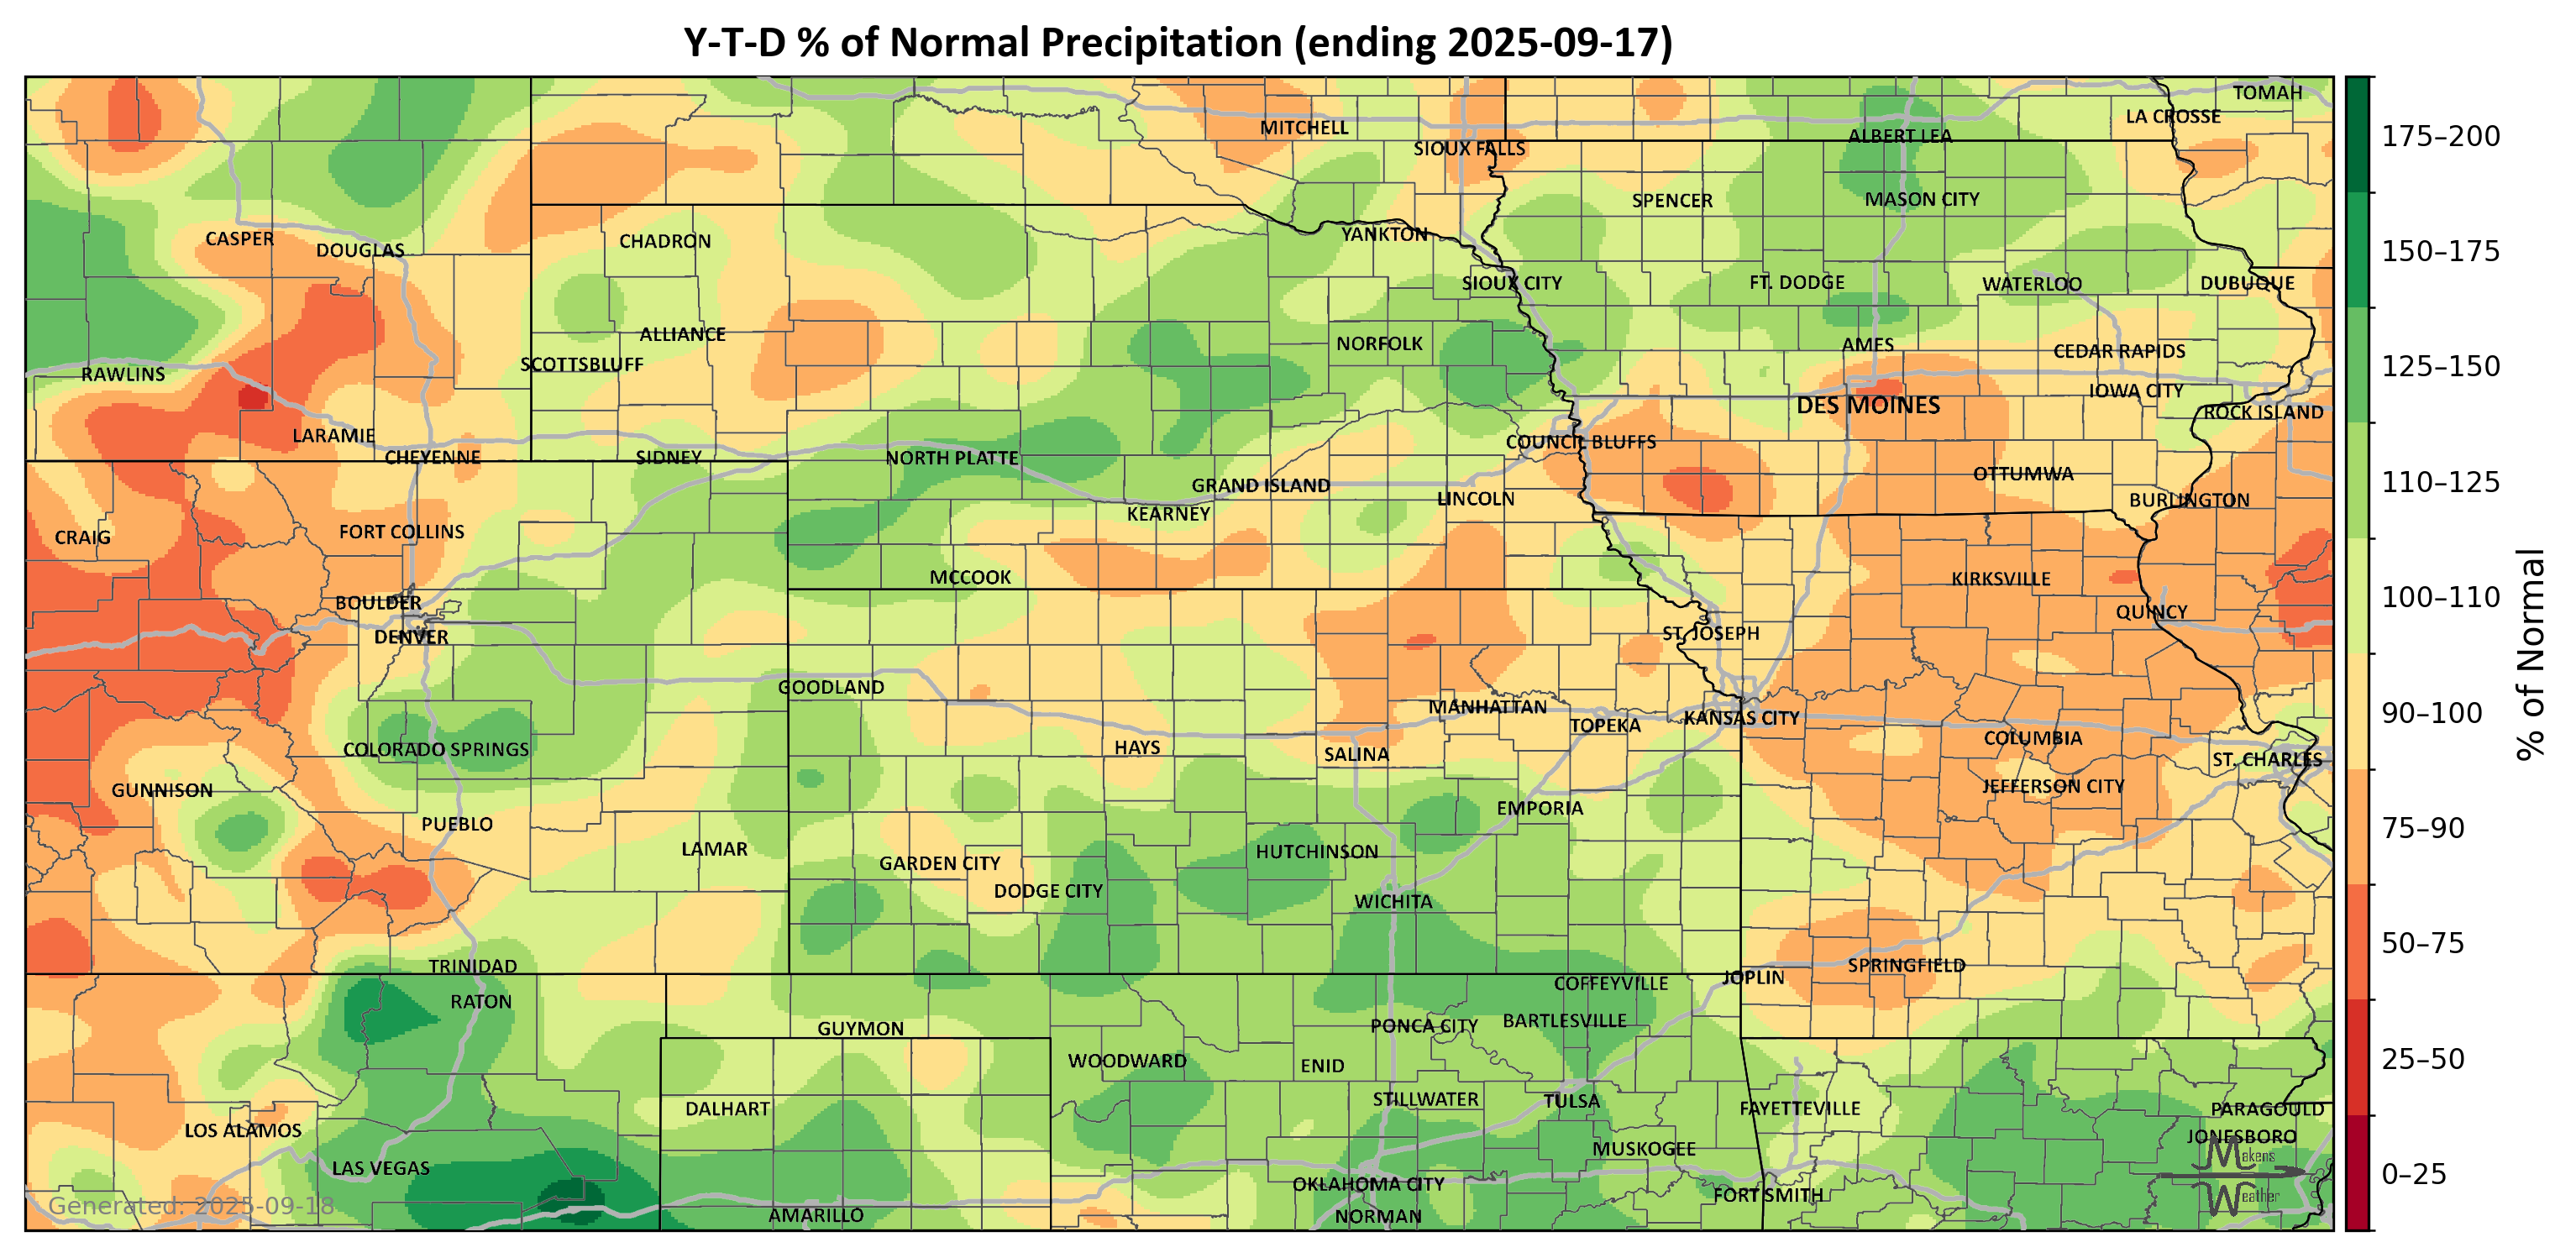 Y-T-D % of Normal Precipitation (ending 2025-09-17)
TOMAH
LA CROSSE
MITCHELL
ALBERT LEA
SIOUX FALLS
SPENCER
MASON CITY
YANKTON
CASPER
CHADRON
DOUGLAS
SIOUX CITY
FT. DODGE
WATERLOO
DUBUQUE
ALLIANCE
NORFOLK
AMES
CEDAR RAPIDS
SCOTTSBLUFF
RAWLINS
IOWA CITY
DES MOINES
ROCK ISLAND
LARAMIE
COUNCIL BLUFFS
CHEYENNE
SIDNEY
NORTH PLATTE
OTTUMWA
GRAND ISLAND
LINCOLN
BURLINGTON
KEARNEY
CRAIG
FORT COLLINS
MCCOOK
KIRKSVILLE
BOULDER
QUINCY
DENVER
ST. JOSEPH
GOODLAND
MANHATTAN
KANSAS CITY
TOPEKA
COLUMBIA
COLORADO SPRINGS
HAYS
SALINA
ST. CHARLES
GUNNISON
JEFFERSON CITY
EMPORIA
PUEBLO
LAMAR
HUTCHINSON
GARDEN CITY
DODGE CITY
WICHITA
TRINIDAD
SPRINGFIELD
JOPLIN
COFFEYVILLE
RATON
BARTLESVILLE
PONCA CITY
GUYMON
WOODWARD
ENID
STILLWATER
TULSA
DALHART
FAYETTEVILLE
PARAGOULD
LOS ALAMOS
JONESBORO
MUSKOGEE
LAS VEGAS
OKLAHOMA CITY
FORT SMITH
AMARILLO
NORMAN
Generated: 2025-09-18
Makens
Weather
175–200
150–175
125–150
110–125
100–110
90–100
75–90
50–75
25–50
0–25
% of Normal